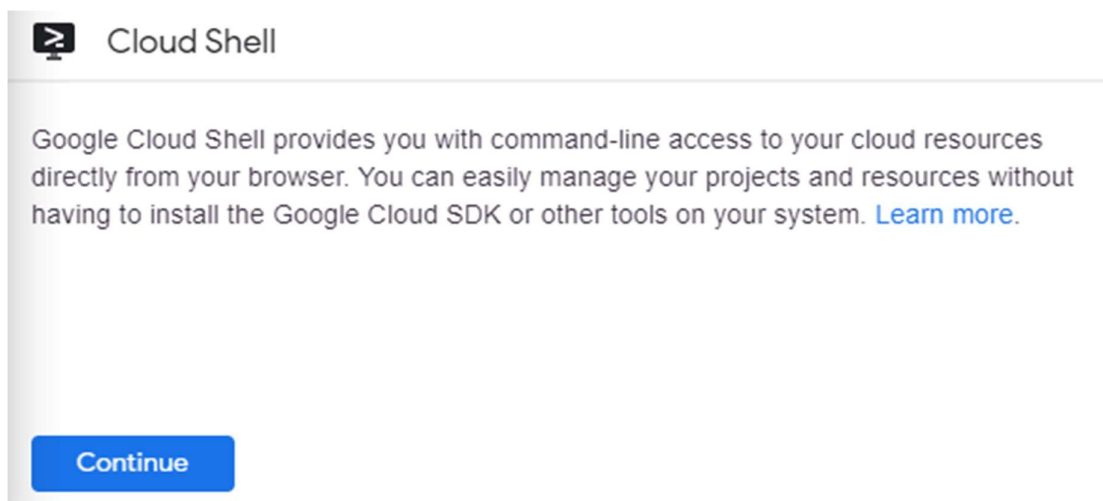 Cloud Shell
Google Cloud Shell provides you with command-line access to your cloud resources
directly from your browser. You can easily manage your projects and resources without
having to install the Google Cloud SDK or other tools on your system. Learn more.
Continue